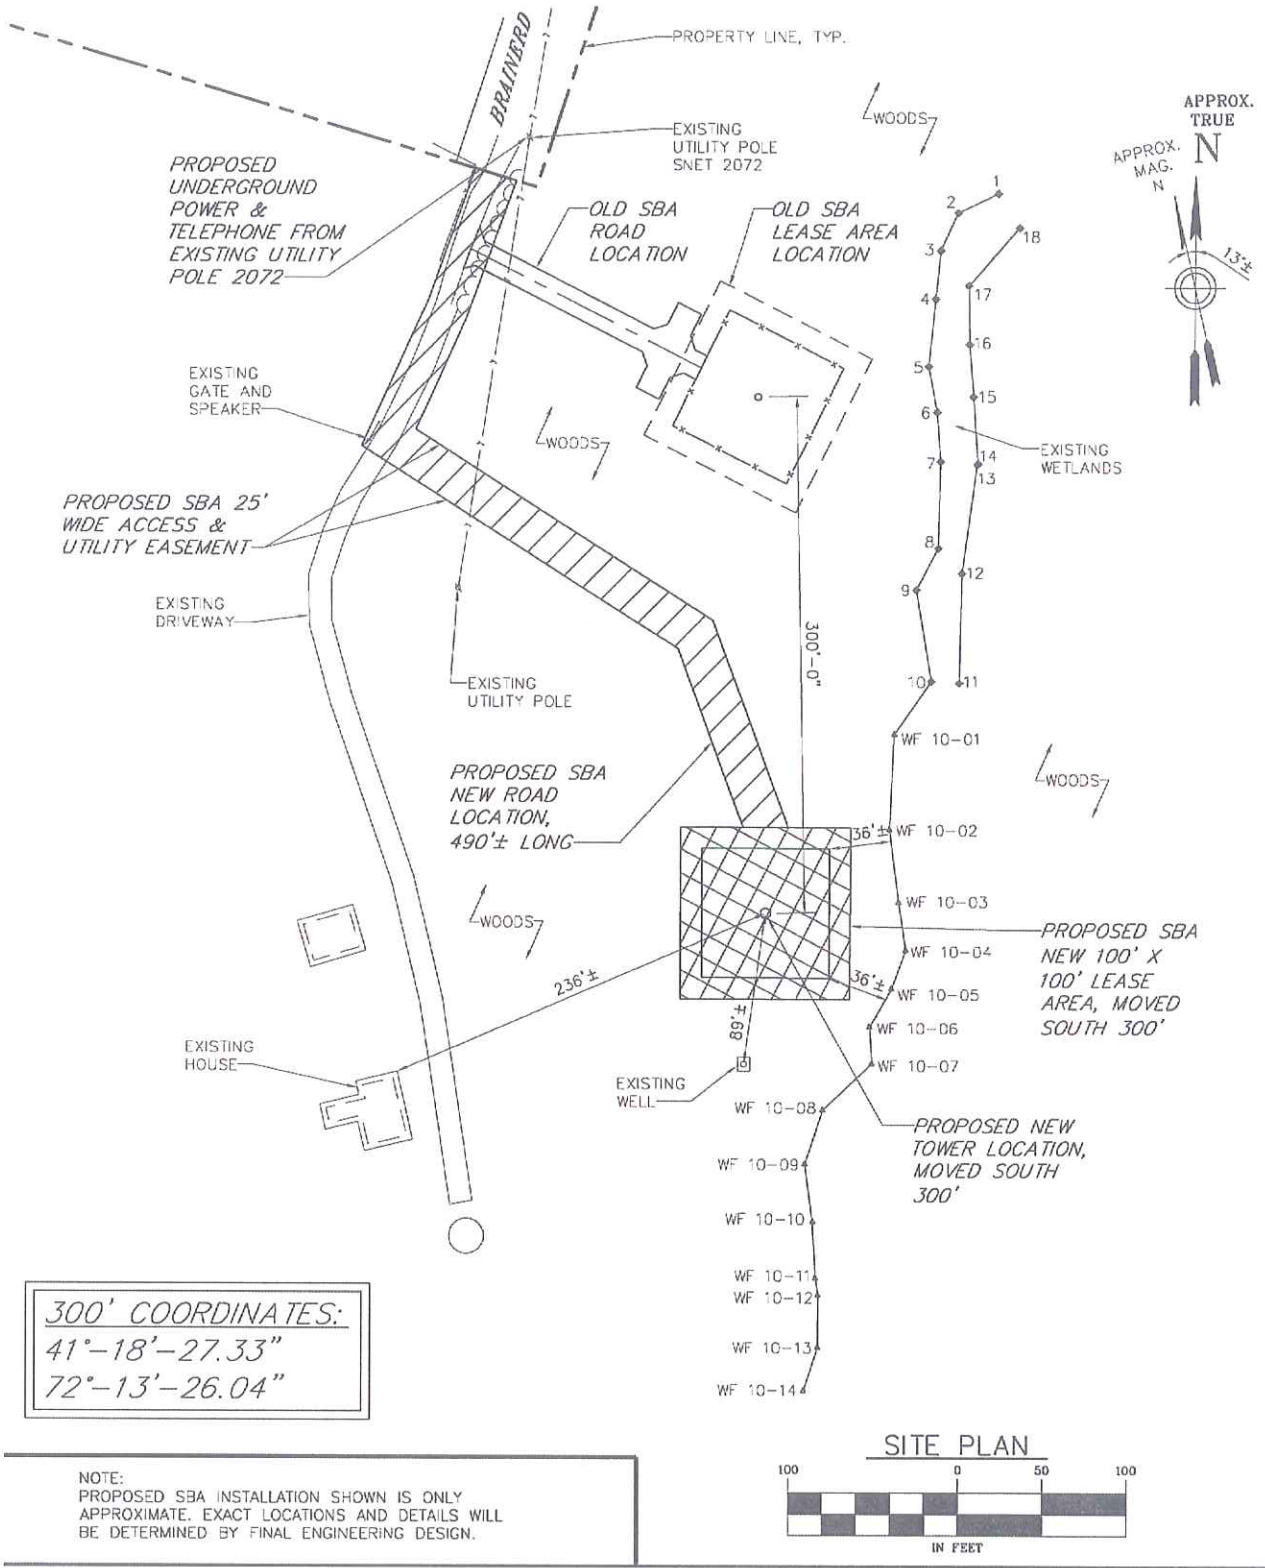 BRAINERD
PROPERTY LINE, TYP.
WOODS
APPROX.
TRUE
N
APPROX.
MAG.
N
13°±
EXISTING
UTILITY POLE
SNET 2072
PROPOSED
UNDERGROUND
POWER &
TELEPHONE FROM
EXISTING UTILITY
POLE 2072
OLD SBA
ROAD
LOCATION
OLD SBA
LEASE AREA
LOCATION
1
2
3
4
5
6
7
8
9
10
18
17
16
15
14
13
12
11
EXISTING
GATE AND
SPEAKER
WOODS
EXISTING
WETLANDS
PROPOSED SBA 25'
WIDE ACCESS &
UTILITY EASEMENT
EXISTING
DRIVEWAY
300'-0"
EXISTING
UTILITY POLE
WF 10-01
WOODS
PROPOSED SBA
NEW ROAD
LOCATION,
490'± LONG
36'±
WF 10-02
WF 10-03
WOODS
PROPOSED SBA
NEW 100' X
100' LEASE
AREA, MOVED
SOUTH 300'
WF 10-04
236'±
36'±
WF 10-05
WF 10-06
89'±
EXISTING
HOUSE
WF 10-07
EXISTING
WELL
WF 10-08
PROPOSED NEW
TOWER LOCATION,
MOVED SOUTH
300'
WF 10-09
WF 10-10
WF 10-11
WF 10-12
WF 10-13
WF 10-14
300' COORDINATES:
41°-18'-27.33"
72°-13'-26.04"
NOTE:
PROPOSED SBA INSTALLATION SHOWN IS ONLY
APPROXIMATE. EXACT LOCATIONS AND DETAILS WILL
BE DETERMINED BY FINAL ENGINEERING DESIGN.
SITE PLAN
100 0 50 100
IN FEET